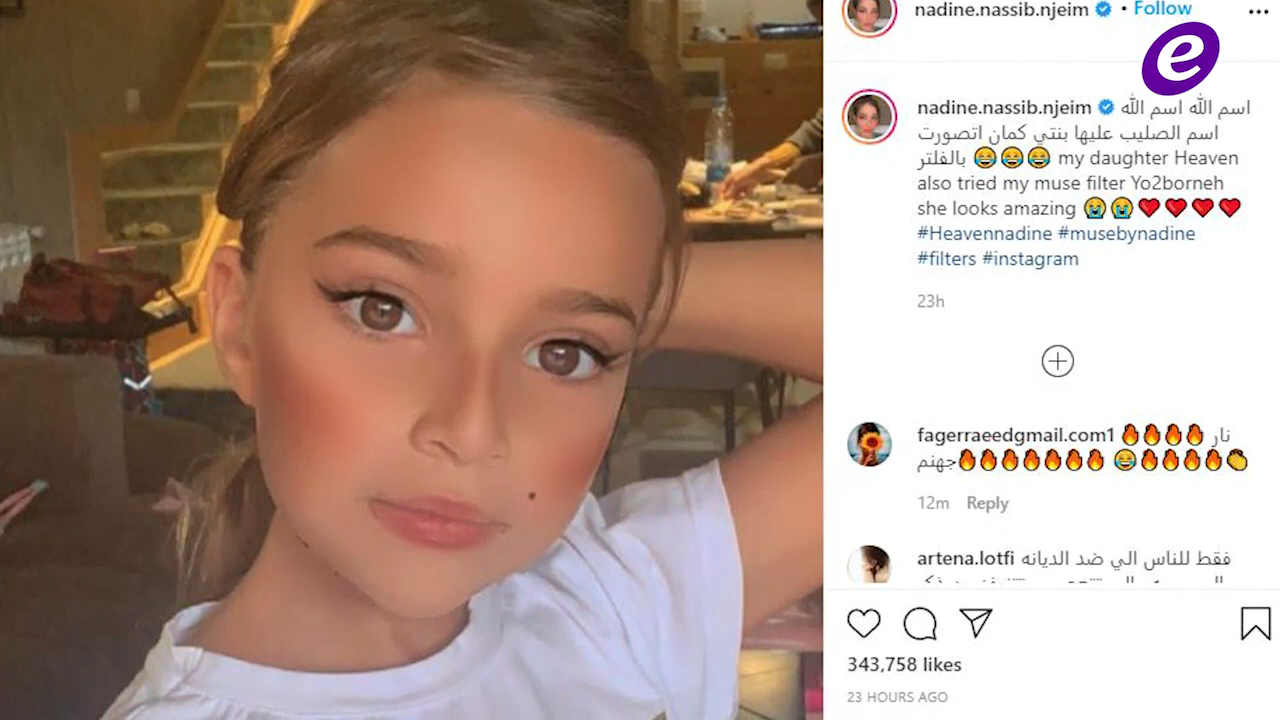 nadine.nassib.njeim • Follow
e
nadine.nassib.njeim اسم الله اسم الله
اسم الصليب عليها بنتي كمان اتصورت
بالفلتر 😂😂😂 my daughter Heaven
also tried my muse filter Yo2borneh
she looks amazing 😭😭❤️❤️❤️❤️
#Heavennadine #musebynadine
#filters #instagram
23h
fagerraeedgmail.com1 🔥🔥🔥🔥 نار
جهنم🔥🔥🔥🔥🔥🔥🔥 😂🔥🔥🔥🔥👏
12m Reply
artena.lotfi فقط للناس الي ضد الديانه
343,758 likes
23 HOURS AGO